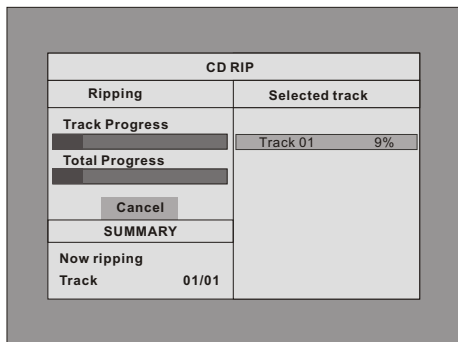 CD RIP
Ripping
Selected track
Track Progress
Total Progress
Cancel
SUMMARY
Now ripping
Track 01/01
Track 01 9%